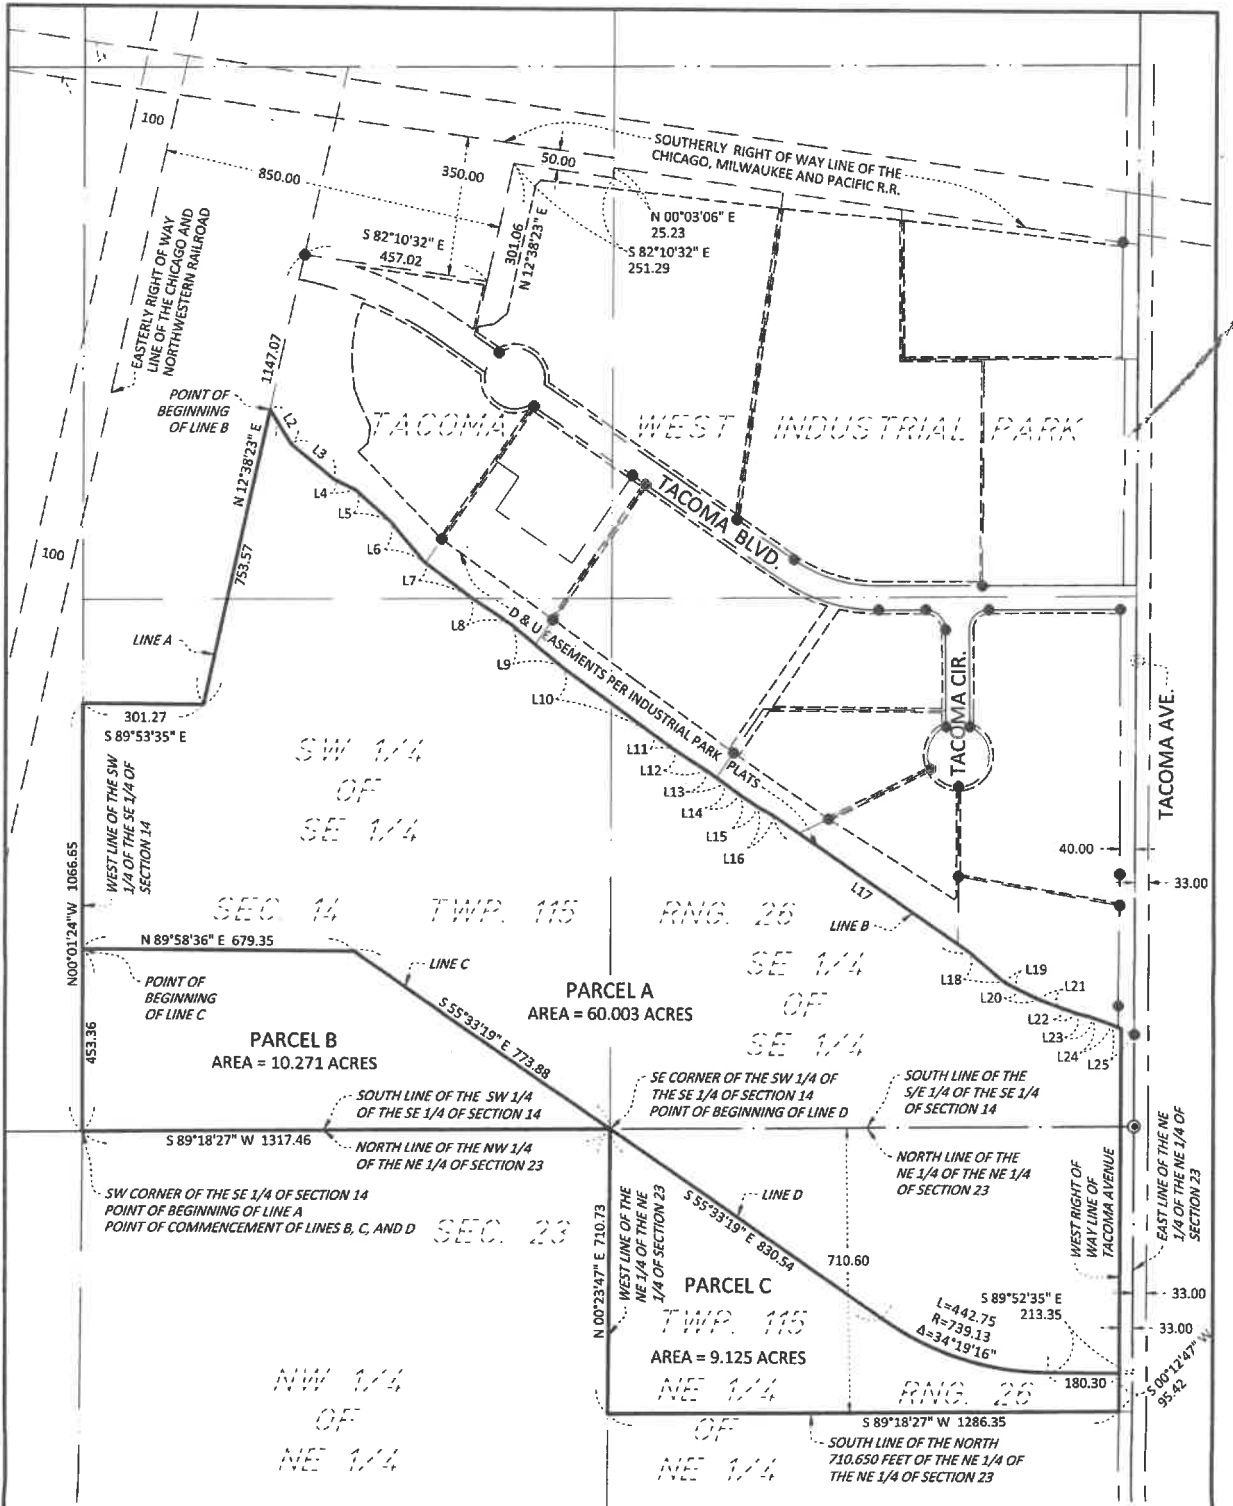 100
850.00
350.00
50.00
SOUTHERLY RIGHT OF WAY LINE OF THE
CHICAGO, MILWAUKEE AND PACIFIC R.R.
EASTERLY RIGHT OF WAY
LINE OF THE CHICAGO AND
NORTHWESTERN RAILROAD
S 82°10'32" E
457.02
301.06
N 12°38'23" E
N 00°03'06" E
25.23
S 82°10'32" E
251.29
1147.07
POINT OF
BEGINNING
OF LINE B
TACOMA WEST INDUSTRIAL PARK
L2
L3
L4
L5
L6
L7
L8
L9
L10
N 12°38'23" E
753.57
100
LINE A
TACOMA BLVD.
D & U EASEMENTS PER INDUSTRIAL PARK PLATS
TACOMA CIR.
TACOMA AVE.
301.27
S 89°53'35" E
WEST LINE OF THE SW
1/4 OF THE SE 1/4 OF
SECTION 14
N00°01'24"W 1066.65
SW 1/4
OF
SE 1/4
L11
L12
L13
L14
L15
L16
L17
40.00
33.00
SEC. 14 TWP. 115 RNG. 26
LINE B
SE 1/4
OF
SE 1/4
N 89°58'36" E 679.35
LINE C
POINT OF
BEGINNING
OF LINE C
453.36
L18
L19
L20
L21
L22
L23
L24
L25
PARCEL A
AREA = 60.003 ACRES
PARCEL B
AREA = 10.271 ACRES
S 55°33'19" E 773.88
SOUTH LINE OF THE SW 1/4
OF THE SE 1/4 OF SECTION 14
SE CORNER OF THE SW 1/4 OF
THE SE 1/4 OF SECTION 14
POINT OF BEGINNING OF LINE D
SOUTH LINE OF THE
S/E 1/4 OF THE SE 1/4
OF SECTION 14
S 89°18'27" W 1317.46
NORTH LINE OF THE NW 1/4
OF THE NE 1/4 OF SECTION 23
NORTH LINE OF THE
NE 1/4 OF THE NE 1/4
OF SECTION 23
SW CORNER OF THE SE 1/4 OF SECTION 14
POINT OF BEGINNING OF LINE A
POINT OF COMMENCEMENT OF LINES B, C, AND D
SEC. 23
N 00°23'47" E 710.73
WEST LINE OF THE
NE 1/4 OF THE NE
1/4 OF SECTION 23
LINE D
S 55°33'19" E 830.54
710.60
WEST RIGHT OF
WAY LINE OF
TACOMA AVENUE
EAST LINE OF THE NE
1/4 OF THE NE 1/4 OF
SECTION 23
PARCEL C
TWP. 115
AREA = 9.125 ACRES
L=442.75
R=739.13
Δ=34°19'16"
S 89°52'35" E
213.35
33.00
33.00
180.30
S 00°12'47" W
95.42
NW 1/4
OF
NE 1/4
NE 1/4
OF
NE 1/4
RNG. 26
S 89°18'27" W 1286.35
SOUTH LINE OF THE NORTH
710.650 FEET OF THE NE 1/4 OF
THE NE 1/4 OF SECTION 23